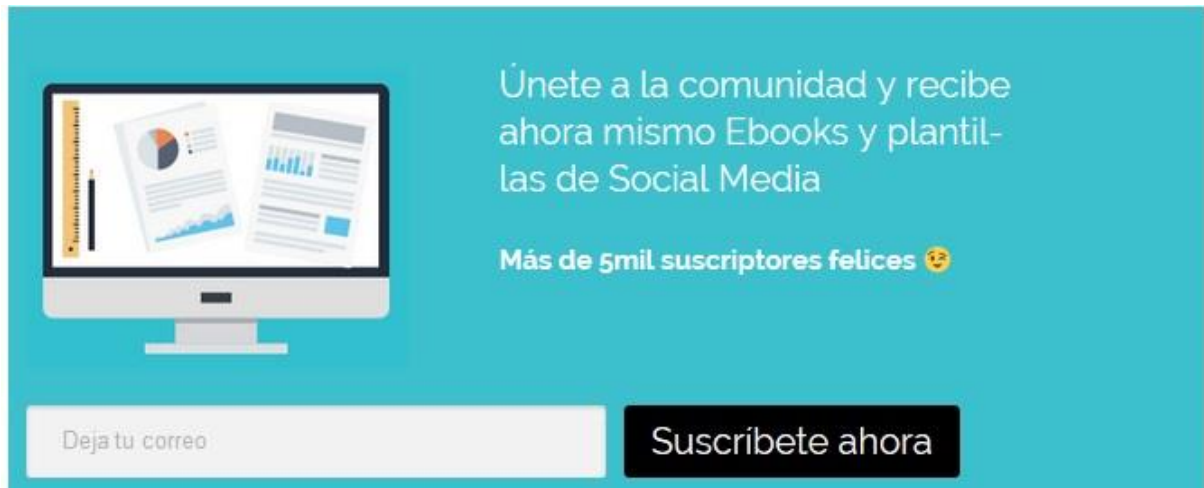 Únete a la comunidad y recibe
ahora mismo Ebooks y plantil-
las de Social Media
Más de 5mil suscriptores felices 😉
Deja tu correo
Suscríbete ahora